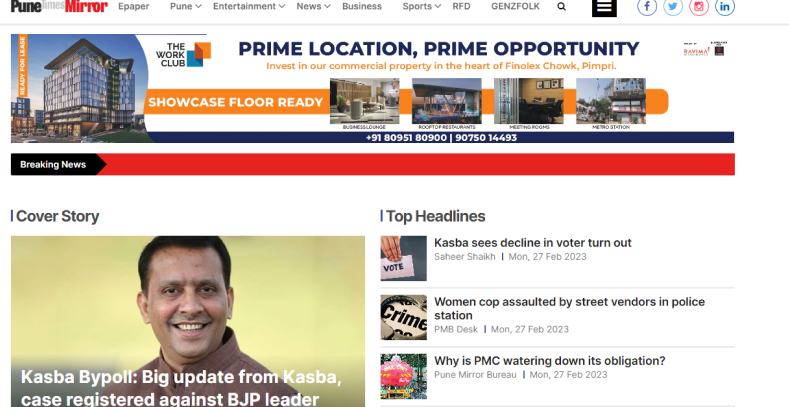 PuneTimesMirror Epaper Pune Entertainment News Business Sports RFD GENZFOLK
READY FOR LEASE
THE
WORK
CLUB
PRIME LOCATION, PRIME OPPORTUNITY
Invest in our commercial property in the heart of Finolex Chowk, Pimpri.
RAVIMA
SHOWCASE FLOOR READY
BUSINESS LOUNGE ROOFTOP RESTAURANTS MEETING ROOMS METRO STATION
+91 80951 80900 | 90750 14493
Breaking News
Cover Story
Kasba Bypoll: Big update from Kasba,
case registered against BJP leader
Top Headlines
Kasba sees decline in voter turn out
Saheer Shaikh | Mon, 27 Feb 2023
VOTE
Women cop assaulted by street vendors in police
station
PMB Desk | Mon, 27 Feb 2023
Crime
Why is PMC watering down its obligation?
Pune Mirror Bureau | Mon, 27 Feb 2023